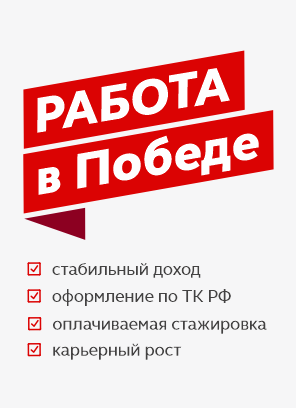 РАБОТА
в Победе
стабильный доход
оформление по ТК РФ
оплачиваемая стажировка
карьерный рост